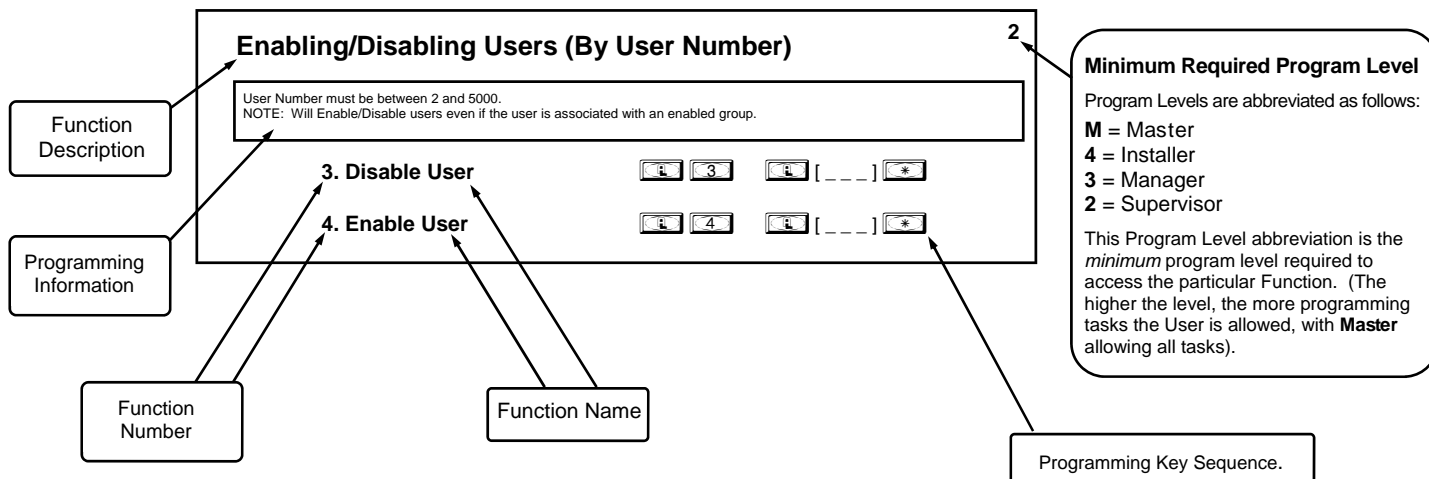 Enabling/Disabling Users (By User Number)
2
User Number must be between 2 and 5000.
NOTE: Will Enable/Disable users even if the user is associated with an enabled group.
3. Disable User
3 [ _ _ _ ] *
4. Enable User
4 [ _ _ _ ] *
Function
Description
Programming
Information
Function
Number
Function Name
Minimum Required Program Level
Program Levels are abbreviated as follows:
M = Master
4 = Installer
3 = Manager
2 = Supervisor
This Program Level abbreviation is the
minimum program level required to
access the particular Function. (The
higher the level, the more programming
tasks the User is allowed, with Master
allowing all tasks).
Programming Key Sequence.